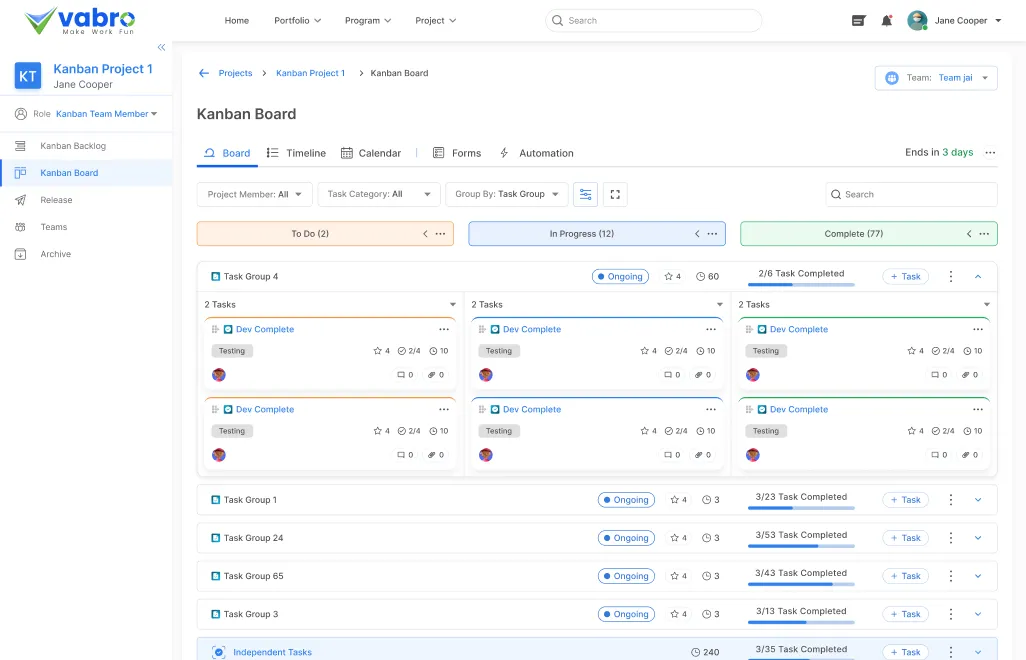 vabro
Make Work Fun
Home Portfolio Program Project Search Jane Cooper
KT Kanban Project 1
Jane Cooper
Role Kanban Team Member
Kanban Backlog
Kanban Board
Release
Teams
Archive
Projects > Kanban Project 1 > Kanban Board
Team: Team jai
Kanban Board
Board Timeline Calendar | Forms Automation Ends in 3 days ...
Project Member: All Task Category: All Group By: Task Group Search
To Do (2) ... In Progress (12) ... Complete (77) ...
Task Group 4 Ongoing 4 60 2/6 Task Completed + Task
2 Tasks 2 Tasks 2 Tasks
Dev Complete ... Dev Complete ... Dev Complete ...
Testing 4 2/4 10 Testing 4 2/4 10 Testing 4 2/4 10
0 0 0 0 0 0
Dev Complete ... Dev Complete ... Dev Complete ...
Testing 4 2/4 10 Testing 4 2/4 10 Testing 4 2/4 10
0 0 0 0 0 0
Task Group 1 Ongoing 4 3 3/23 Task Completed + Task
Task Group 24 Ongoing 4 3 3/53 Task Completed + Task
Task Group 65 Ongoing 4 3 3/43 Task Completed + Task
Task Group 3 Ongoing 4 3 3/13 Task Completed + Task
Independent Tasks 240 3/35 Task Completed + Task